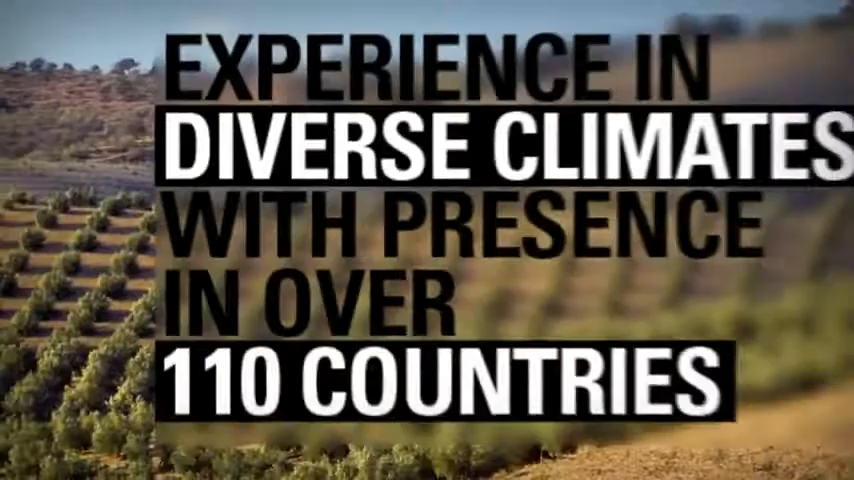 EXPERIENCE IN
DIVERSE CLIMATES
WITH PRESENCE
IN OVER
110 COUNTRIES